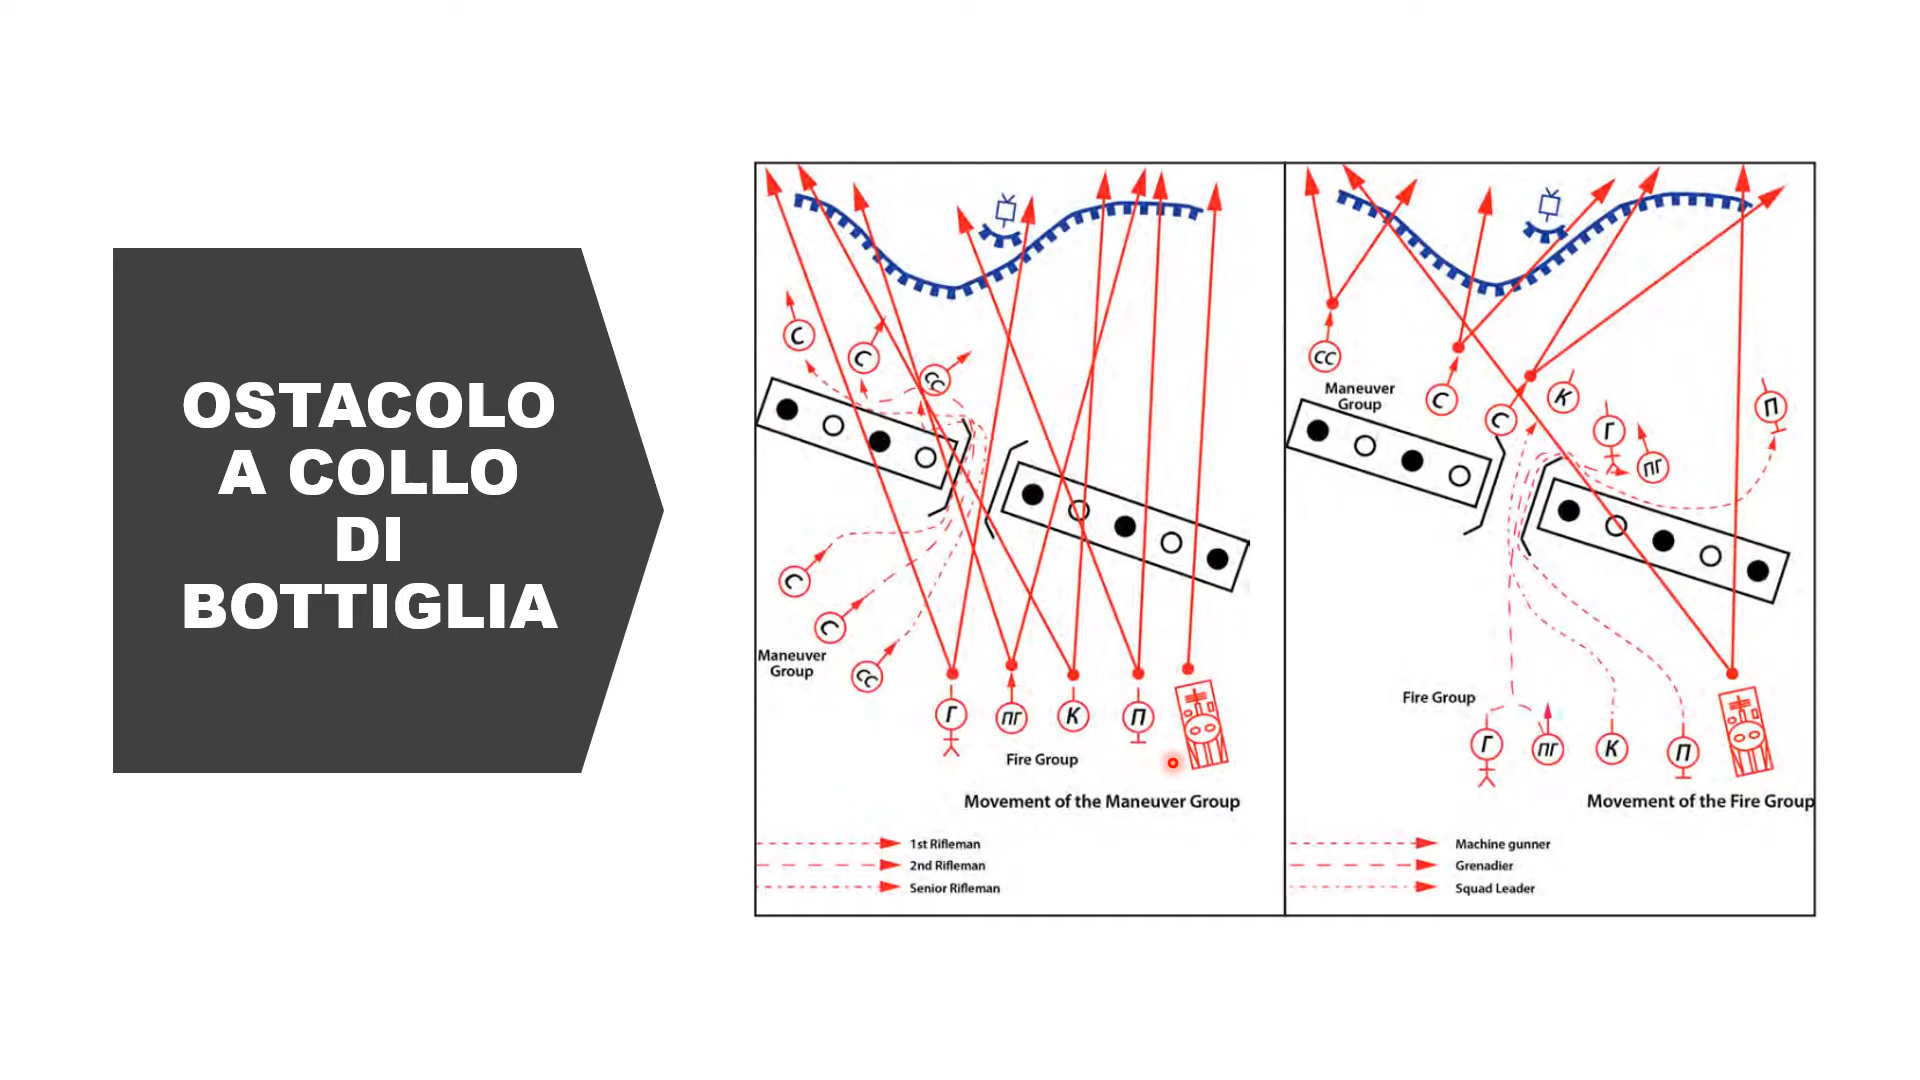 OSTACOLO
A COLLO
DI
BOTTIGLIA
C
C
CC
C
C
CC
Maneuver
Group
Г
ПГ
К
П
Fire Group
Movement of the Maneuver Group
1st Rifleman
2nd Rifleman
Senior Rifleman
CC
Maneuver
Group
C
C
К
Г
ПГ
П
Fire Group
Г
ПГ
К
П
Movement of the Fire Group
Machine gunner
Grenadier
Squad Leader